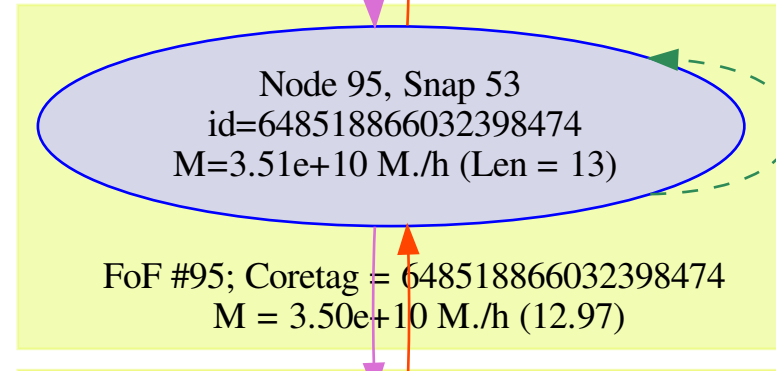 Node 95, Snap 53
id=648518866032398474
M=3.51e+10 M./h (Len = 13)
FoF #95; Coretag = 648518866032398474
M = 3.50e+10 M./h (12.97)